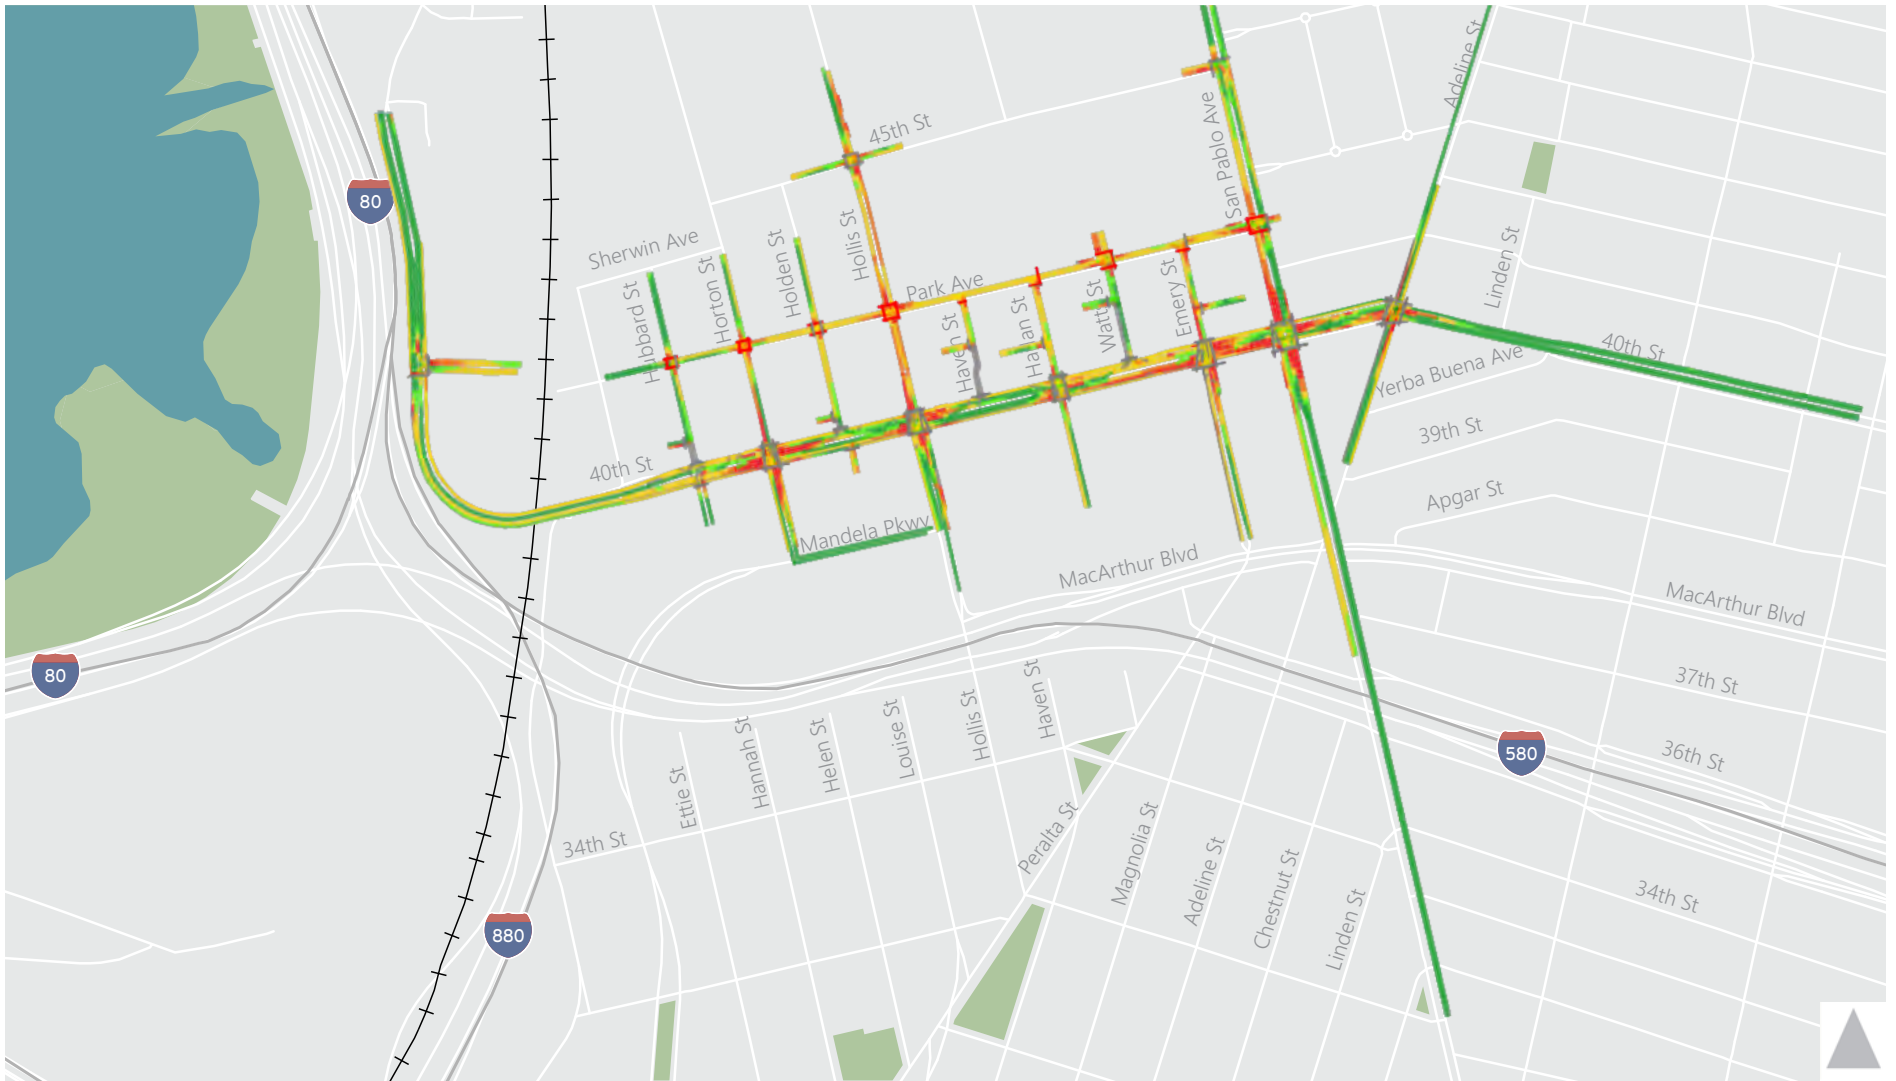 Adeline St
80
45th St
San Pablo Ave
Sherwin Ave
Hollis St
Holden St
Horton St
Hubbard St
Park Ave
Haven St
Harlan St
Watts St
Emery St
Linden St
40th St
Yerba Buena Ave
39th St
40th St
Apgar St
Mandela Pkwy
MacArthur Blvd
MacArthur Blvd
80
37th St
580
36th St
Ettie St
Hannah St
Helen St
Louise St
Hollis St
Haven St
34th St
Peralta St
Magnolia St
Adeline St
Chestnut St
Linden St
34th St
880